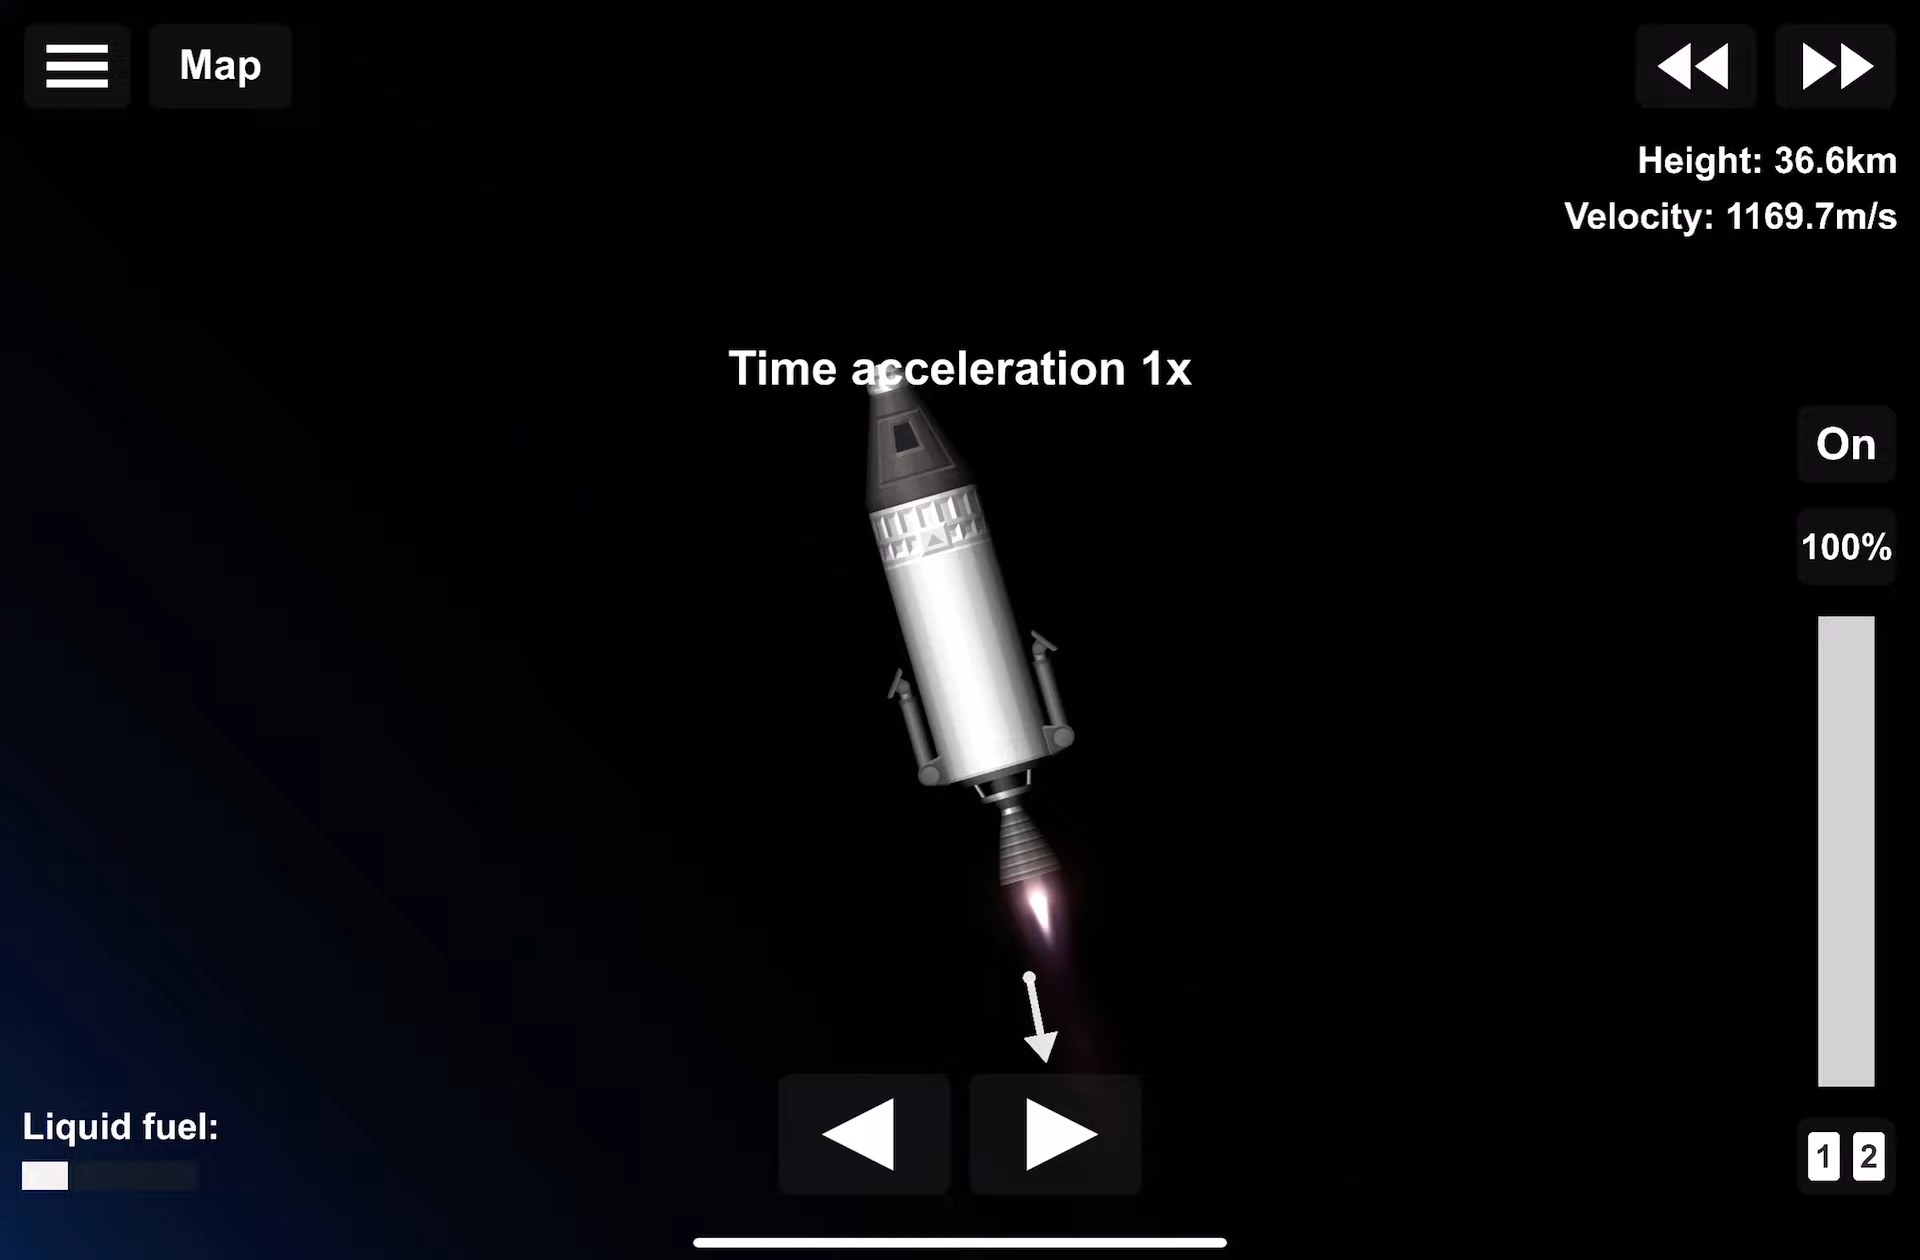 Map
Height: 36.6km
Velocity: 1169.7m/s
Time acceleration 1x
On
100%
Liquid fuel:
1 2